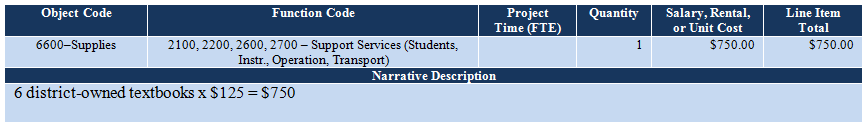 Object Code Function Code Project Time (FTE) Quantity Salary, Rental, or Unit Cost Line Item Total
6600–Supplies 2100, 2200, 2600, 2700 – Support Services (Students, Instr., Operation, Transport) 1 $750.00 $750.00
Narrative Description
6 district-owned textbooks x $125 = $750